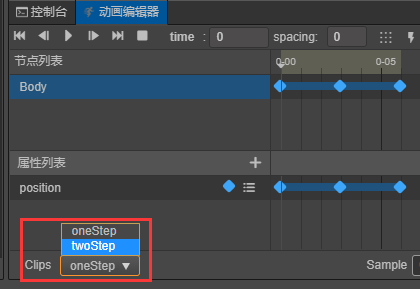 控制台 动画编辑器
time : 0 spacing: 0
节点列表 0-00 0-05
Body
属性列表 +
position
oneStep
twoStep
Clips oneStep Sample